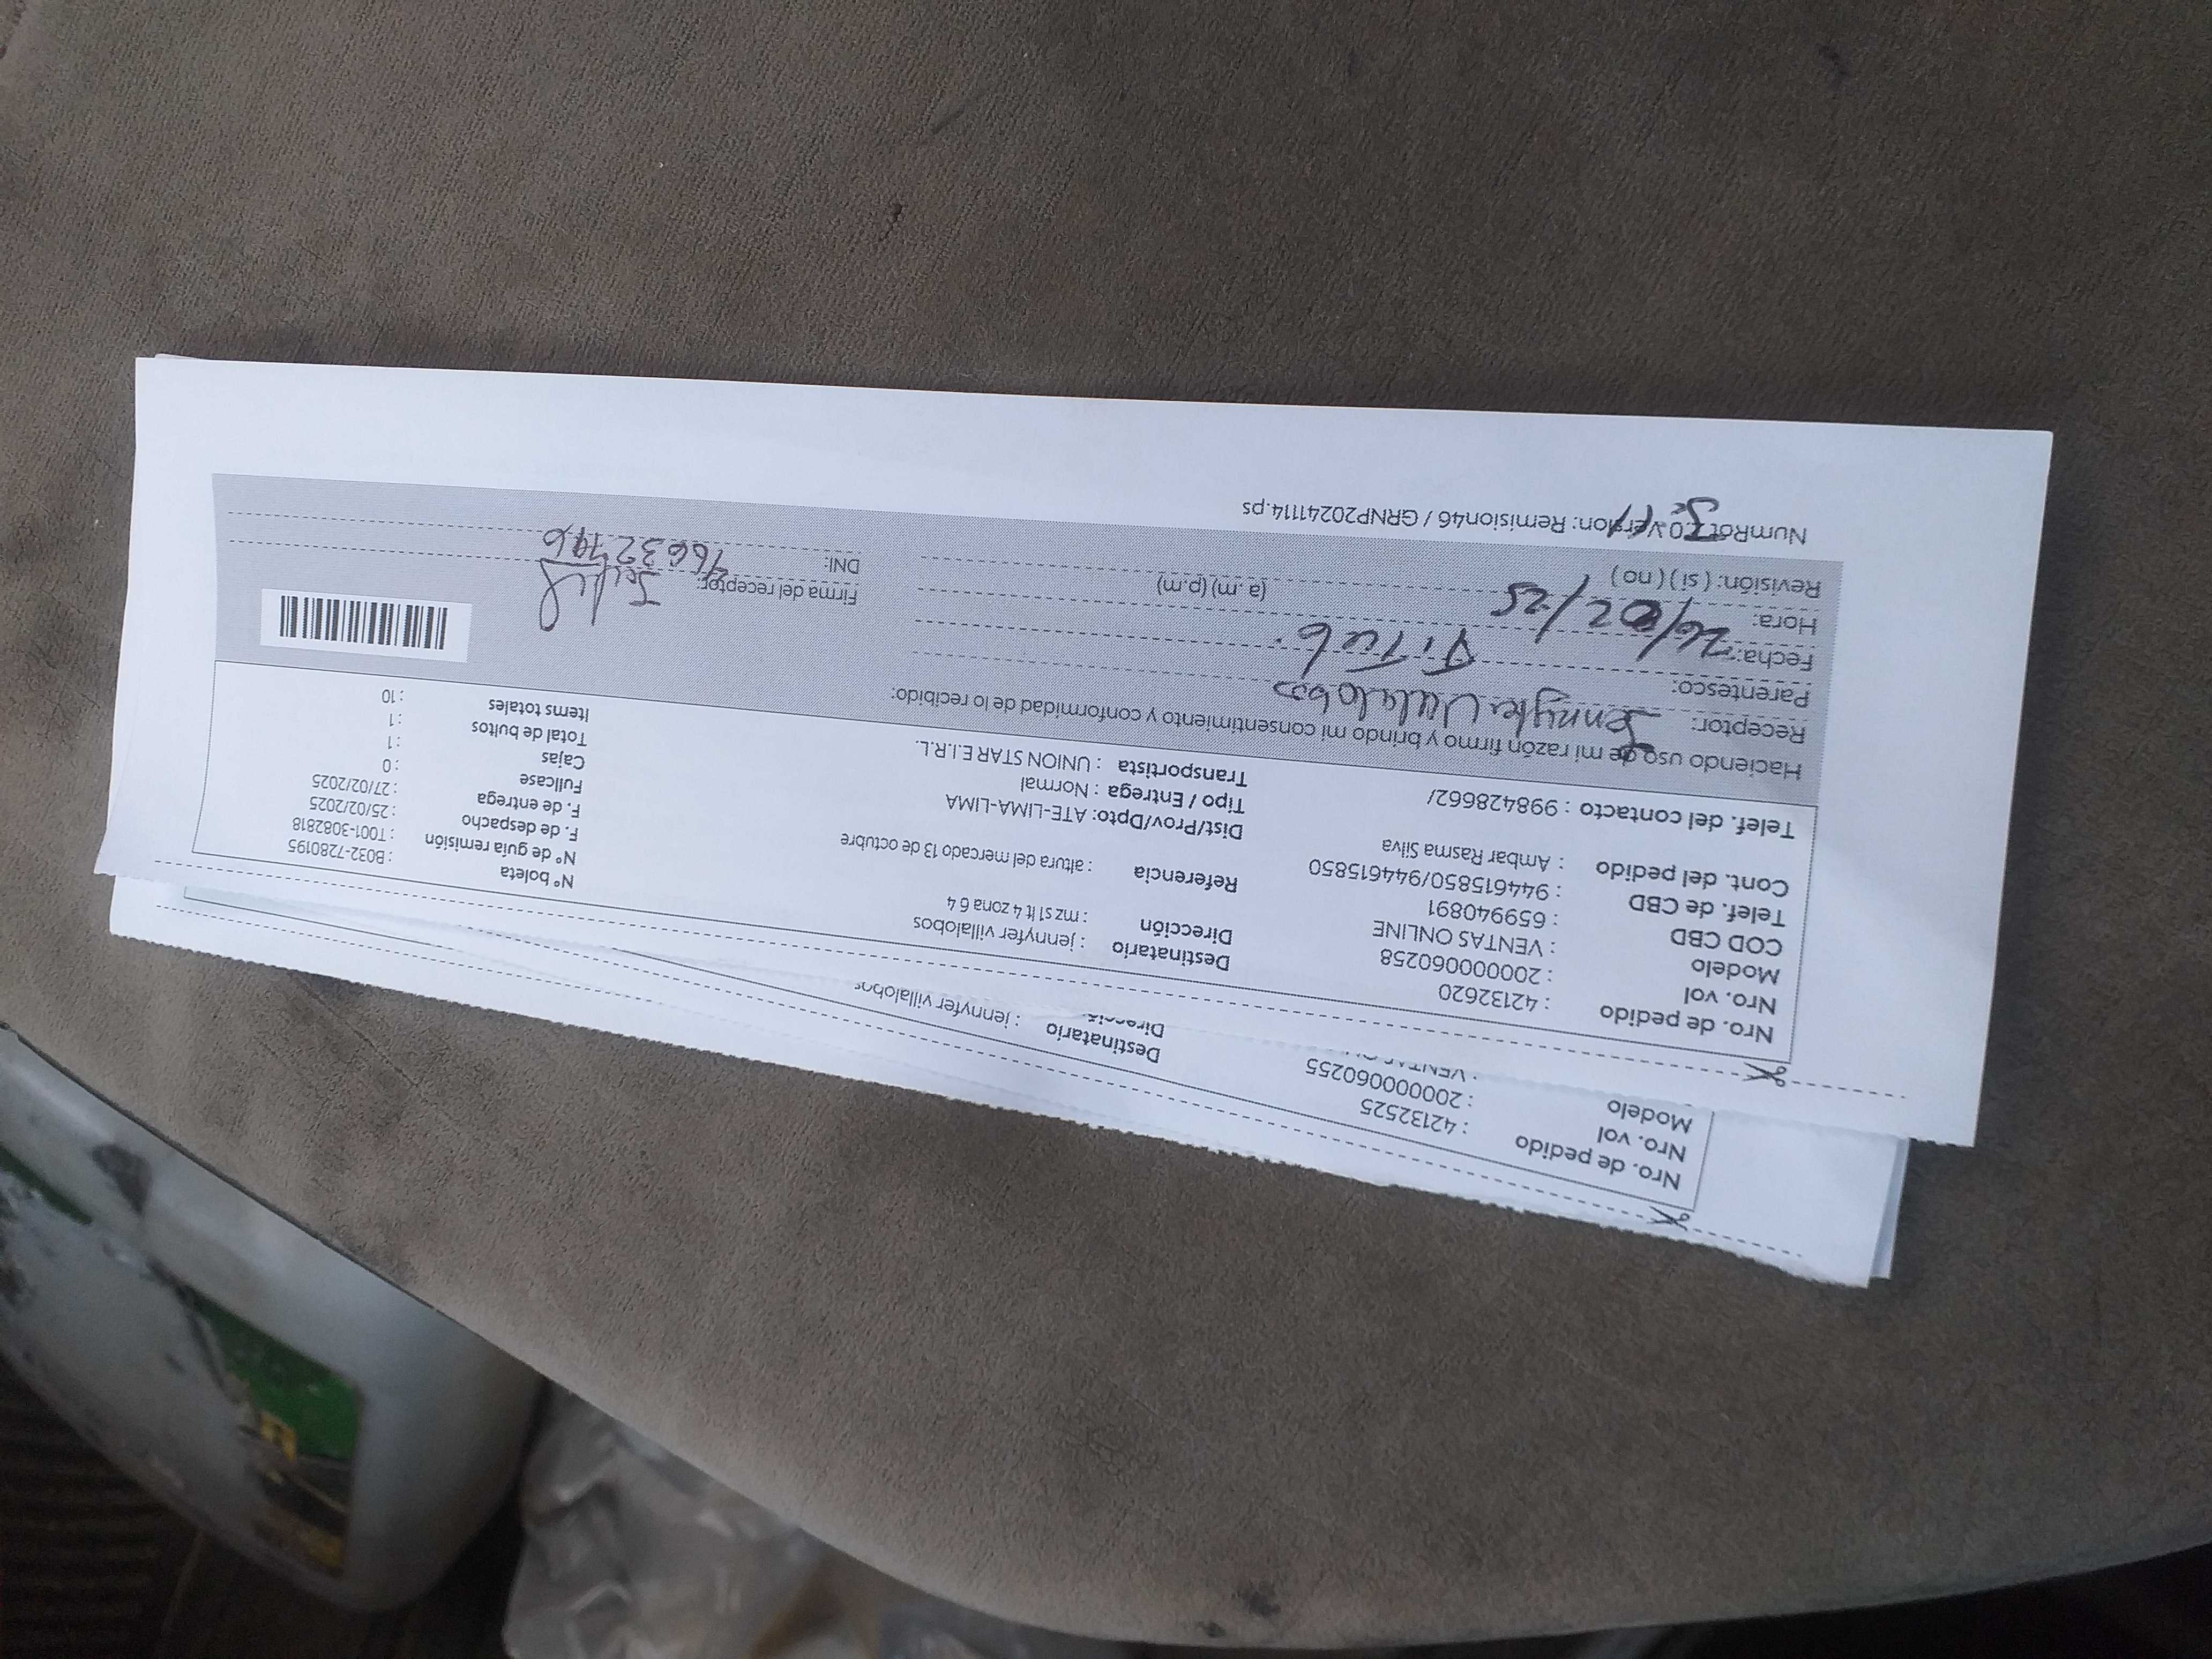 Nro. de pedido : 42132525
Nro. vol : 20000060255
Modelo
Destinatario : jennyfer villalobos
Nro. de pedido : 42132620
Nro. vol : 20000060258
Modelo : VENTAS ONLINE
COD CBD : 659940891
Telef. de CBD : 944615850/944615850
Cont. del pedido : Ambar Rasma Silva
Telef. del contacto : 998428662/
Destinatario : jennyfer villalobos
Dirección : mz s1 lt 4 zona 6 4
Referencia : altura del mercado 13 de octubre
Dist/Prov/Dpto: ATE-LIMA-LIMA
Tipo / Entrega : Normal
Transportista : UNION STAR E.I.R.L.
N° boleta : B032-7280195
N° de guía remisión : T001-3082818
F. de despacho : 25/02/2025
F. de entrega : 27/02/2025
Fullcase : 0
Cajas : 1
Total de bultos : 1
Items totales : 10
Haciendo uso de mi razón firmo y brindo mi consentimiento y conformidad de lo recibido:
Receptor: Jennyfer Villalobos
Parentesco: Titul
Fecha: 26/02/25
Hora: (a.m) (p.m)
Revisión: ( si ) ( no )
Firma del receptor:
DNI:
NumRot 7.0 Version: Remision46 / GRNP20241114.ps